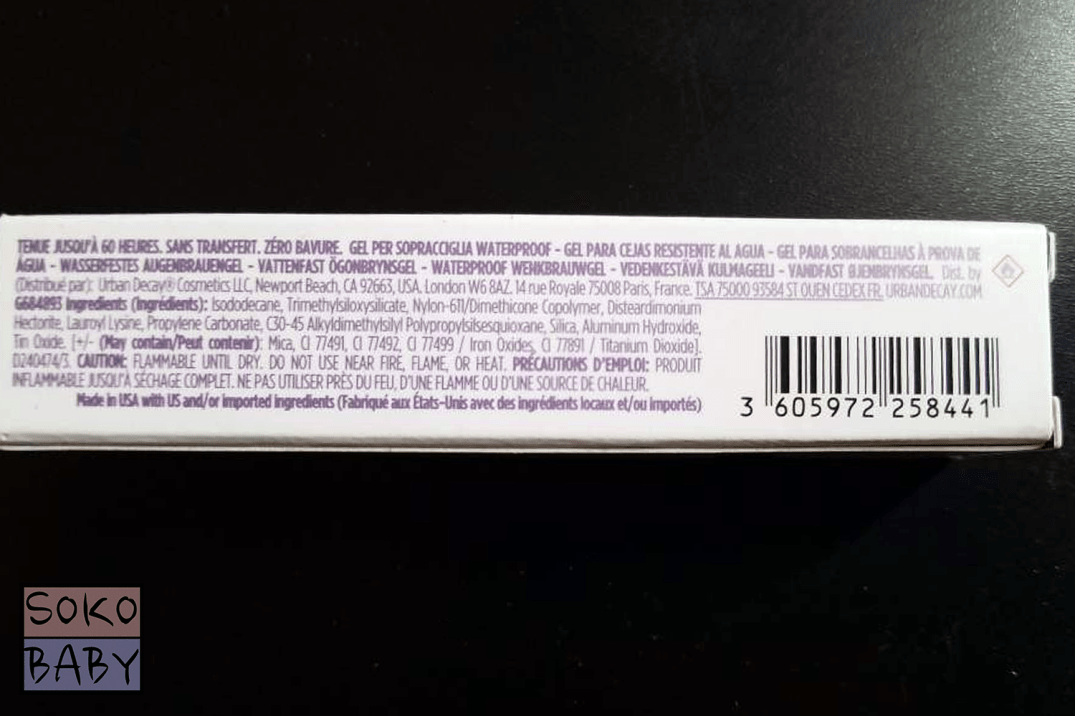 TENUE JUSQU'À 60 HEURES. SANS TRANSFERT. ZÉRO BAVURE. GEL PER SOPRACCIGLIA WATERPROOF - GEL PARA CEJAS RESISTENTE AL AGUA - GEL PARA SOBRANCELHAS À PROVA DE
ÁGUA - WASSERFESTES AUGENBRAUENGEL - VATTENFAST ÖGONBRYNSGEL - WATERPROOF WENKBRAUWGEL - VEDENKESTÄVÄ KULMAGEELI - VANDFAST ØJENBRYNSGEL. Dist. by
(Distribué par): Urban Decay® Cosmetics LLC, Newport Beach, CA 92663, USA. London W6 8AZ. 14 rue Royale 75008 Paris, France. TSA 75000 93584 ST OUEN CEDEX FR. URBANDECAY.COM
G684893 Ingredients (Ingrédients): Isododecane, Trimethylsiloxysilicate, Nylon-611/Dimethicone Copolymer, Disteardimonium
Hectorite, Lauroyl Lysine, Propylene Carbonate, C30-45 Alkyldimethylsilyl Polypropylsilsesquioxane, Silica, Aluminum Hydroxide,
Tin Oxide. [+/- (May contain/Peut contenir): Mica, CI 77491, CI 77492, CI 77499 / Iron Oxides, CI 77891 / Titanium Dioxide].
D240474/3. CAUTION: FLAMMABLE UNTIL DRY. DO NOT USE NEAR FIRE, FLAME, OR HEAT. PRÉCAUTIONS D'EMPLOI: PRODUIT
INFLAMMABLE JUSQU'À SÉCHAGE COMPLET. NE PAS UTILISER PRÈS DU FEU, D'UNE FLAMME OU D'UNE SOURCE DE CHALEUR.
Made in USA with US and/or imported ingredients (Fabriqué aux États-Unis avec des ingrédients locaux et/ou importés)
3 605972 258441
SOKO
BABY